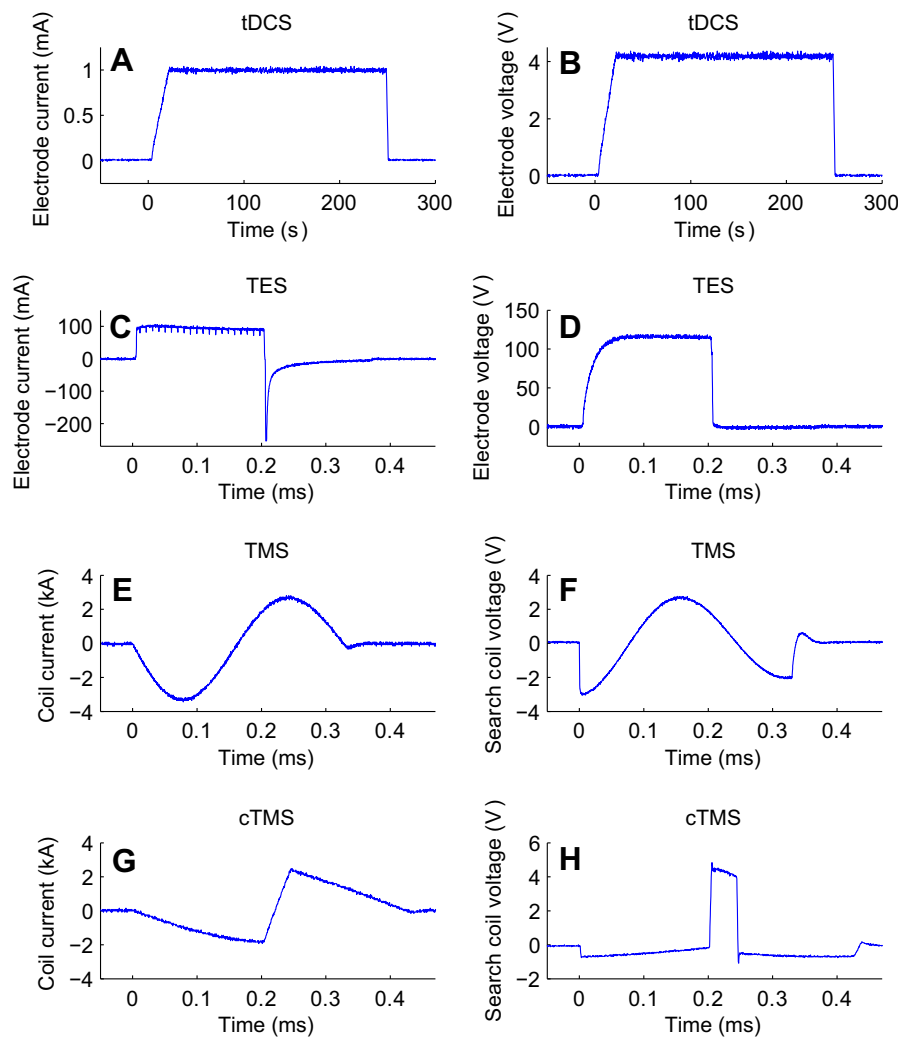 tDCS
A
Electrode current (mA)
1
0.5
0
0 100 200 300
Time (s)
tDCS
B
Electrode voltage (V)
4
2
0
0 100 200 300
Time (s)
TES
C
Electrode current (mA)
100
0
−100
−200
0 0.1 0.2 0.3 0.4
Time (ms)
TES
D
Electrode voltage (V)
150
100
50
0
0 0.1 0.2 0.3 0.4
Time (ms)
TMS
E
Coil current (kA)
4
2
0
−2
−4
0 0.1 0.2 0.3 0.4
Time (ms)
TMS
F
Search coil voltage (V)
4
2
0
−2
−4
0 0.1 0.2 0.3 0.4
Time (ms)
cTMS
G
Coil current (kA)
4
2
0
−2
−4
0 0.1 0.2 0.3 0.4
Time (ms)
cTMS
H
Search coil voltage (V)
6
4
2
0
−2
0 0.1 0.2 0.3 0.4
Time (ms)